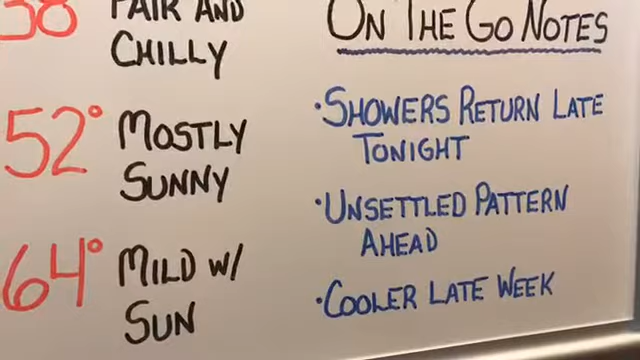 38°
FAIR AND
CHILLY
52° MOSTLY
SUNNY
64° MILD W/
SUN
ON THE GO NOTES
•SHOWERS RETURN LATE
TONIGHT
•UNSETTLED PATTERN
AHEAD
•COOLER LATE WEEK